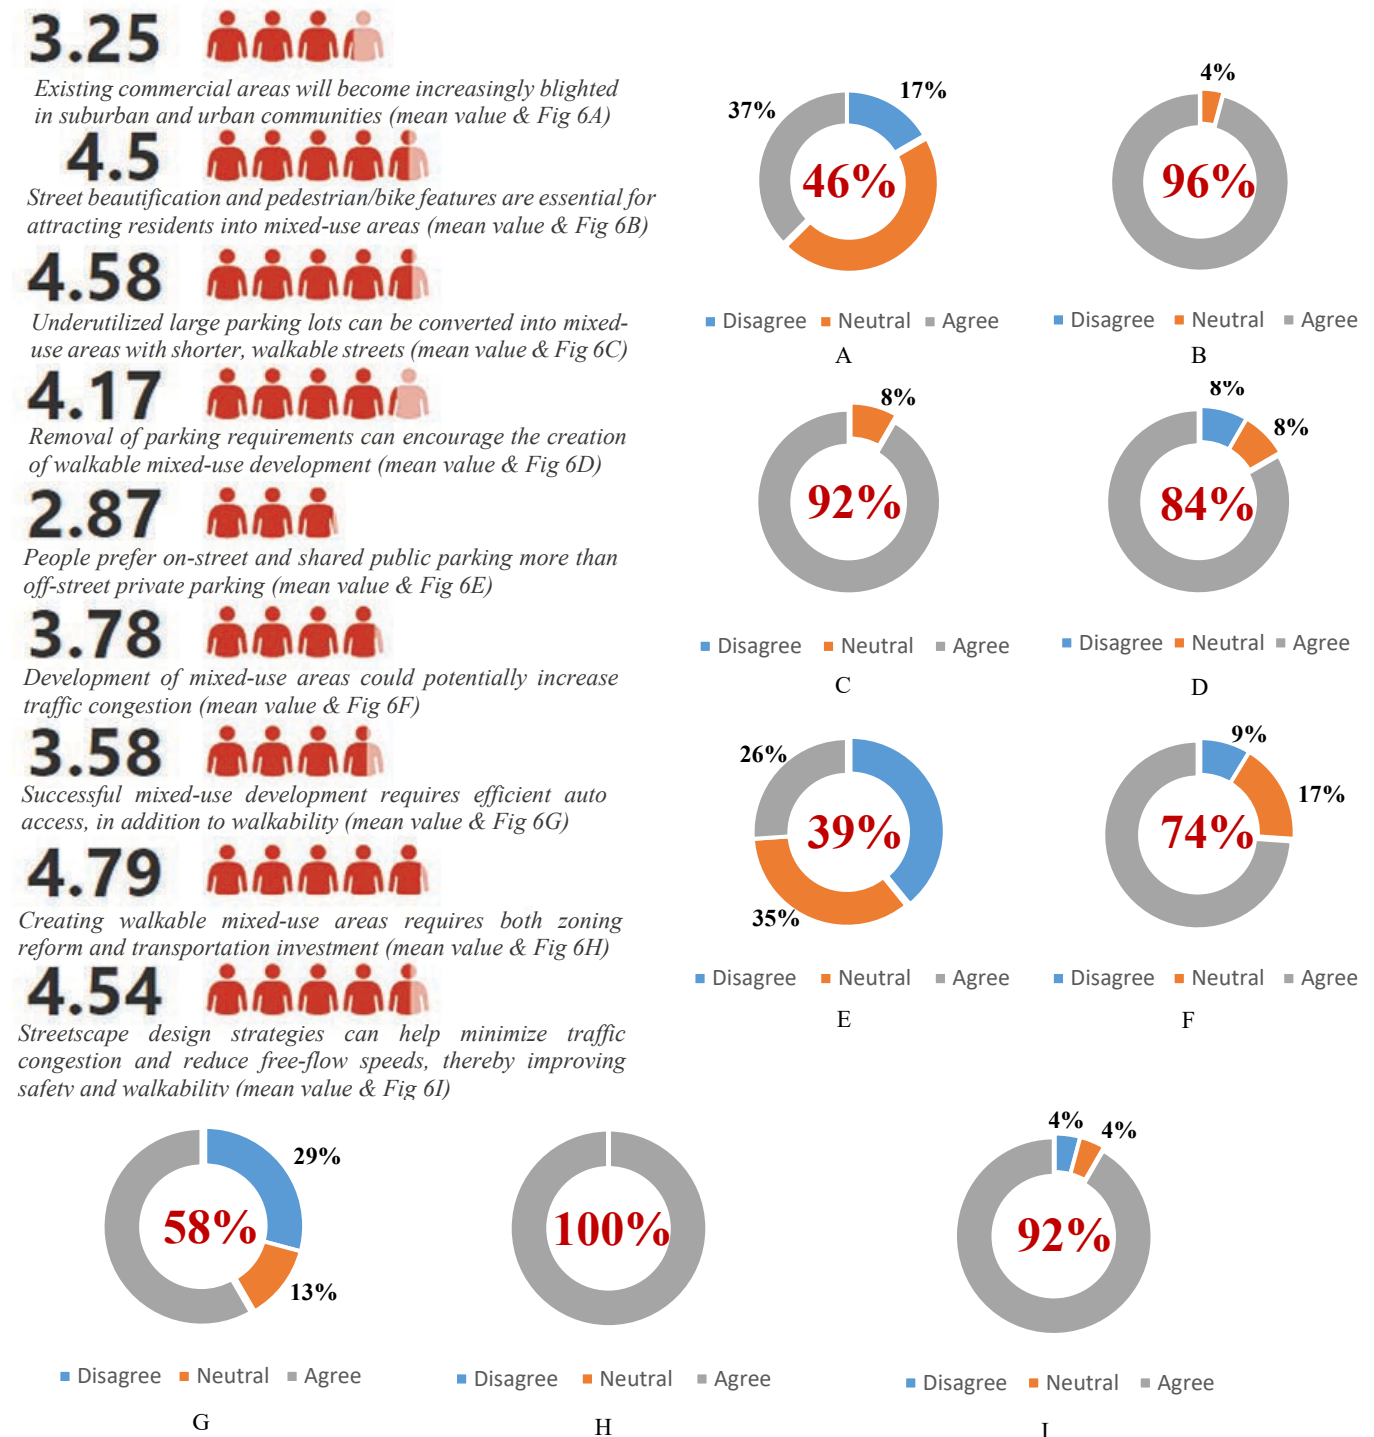 3.25
Existing commercial areas will become increasingly blighted
in suburban and urban communities (mean value & Fig 6A)
4.5
Street beautification and pedestrian/bike features are essential for
attracting residents into mixed-use areas (mean value & Fig 6B)
4.58
Underutilized large parking lots can be converted into mixed-
use areas with shorter, walkable streets (mean value & Fig 6C)
4.17
Removal of parking requirements can encourage the creation
of walkable mixed-use development (mean value & Fig 6D)
2.87
People prefer on-street and shared public parking more than
off-street private parking (mean value & Fig 6E)
3.78
Development of mixed-use areas could potentially increase
traffic congestion (mean value & Fig 6F)
3.58
Successful mixed-use development requires efficient auto
access, in addition to walkability (mean value & Fig 6G)
4.79
Creating walkable mixed-use areas requires both zoning
reform and transportation investment (mean value & Fig 6H)
4.54
Streetscape design strategies can help minimize traffic
congestion and reduce free-flow speeds, thereby improving
safety and walkability (mean value & Fig 6I)
17%
37%
46%
Disagree Neutral Agree
A
4%
96%
Disagree Neutral Agree
B
8%
92%
Disagree Neutral Agree
C
8%
8%
84%
Disagree Neutral Agree
D
26%
39%
35%
Disagree Neutral Agree
E
9%
17%
74%
Disagree Neutral Agree
F
29%
58%
13%
Disagree Neutral Agree
G
100%
Disagree Neutral Agree
H
4% 4%
92%
Disagree Neutral Agree
I